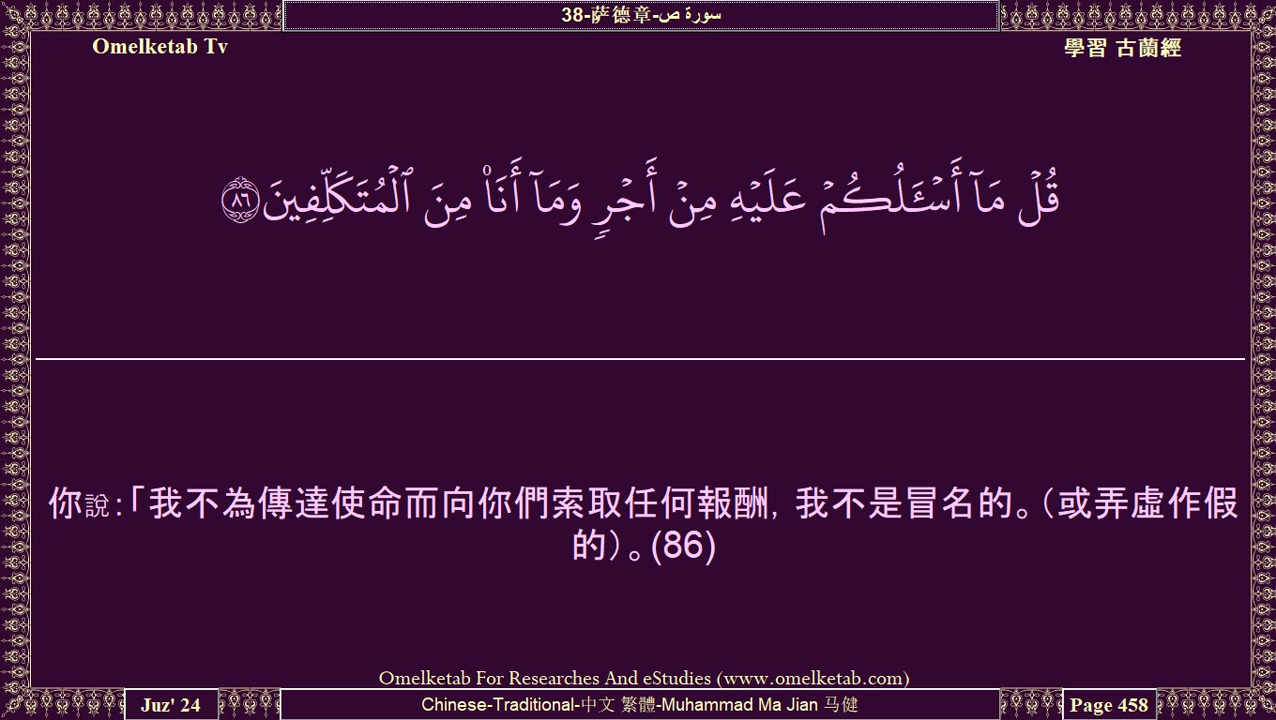 38-萨德章-سورة ص
Omelketab Tv
學習 古蘭經
قُلۡ مَآ أَسۡـَٔلُكُمۡ عَلَيۡهِ مِنۡ أَجۡرٖ وَمَآ أَنَا۠ مِنَ ٱلۡمُتَكَلِّفِينَ ٨٦
你說:「我不為傳達使命而向你們索取任何報酬, 我不是冒名的。(或弄虛作假
的)。(86)
Omelketab For Researches And eStudies (www.omelketab.com)
Juz' 24
Chinese-Traditional-中文 繁體-Muhammad Ma Jian 马健
Page 458